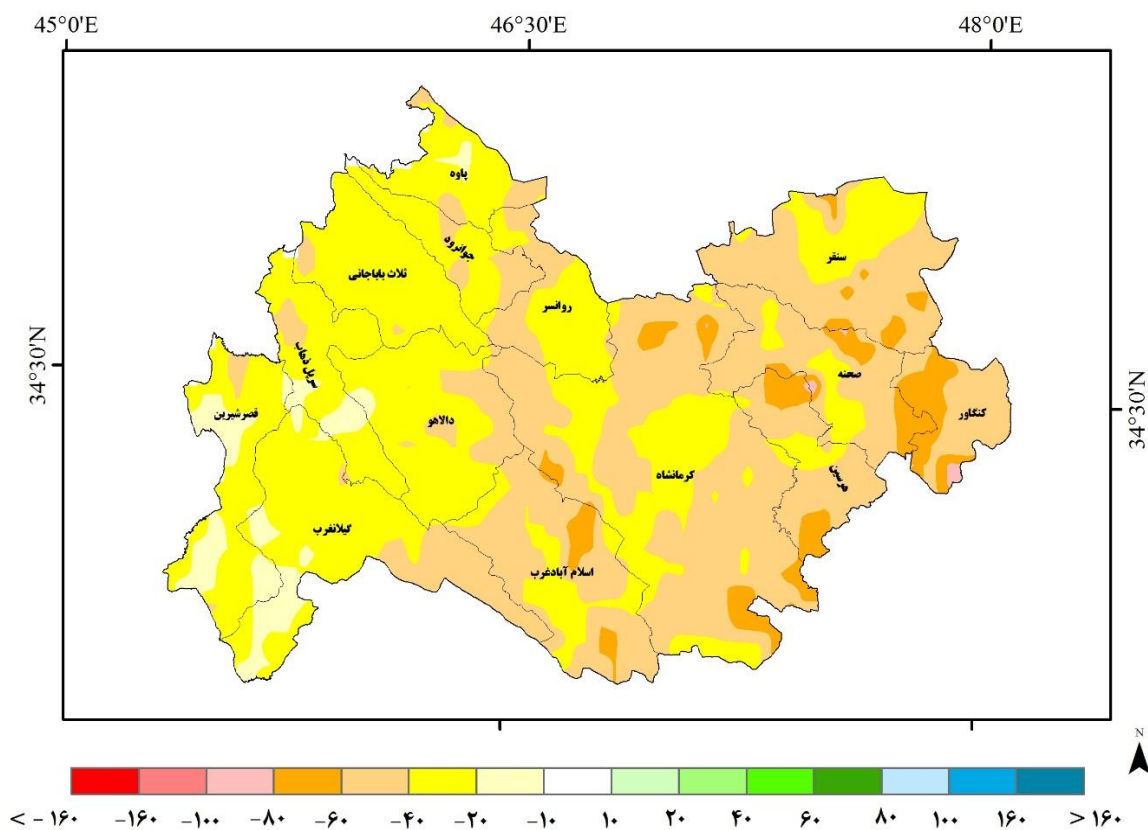 45°0'E 46°30'E 48°0'E
34°30'N
34°30'N
پاوه
جوانرود
ثلاث باباجانی
روانسر
سنقر
سرپل ذهاب
صحنه
قصرشیرین
دالاهو
کنگاور
کرمانشاه
هرسین
گیلانغرب
اسلام آبادغرب
N
< -۱۶۰ -۱۶۰ -۱۰۰ -۸۰ -۶۰ -۴۰ -۲۰ -۱۰ ۱۰ ۲۰ ۴۰ ۶۰ ۸۰ ۱۰۰ ۱۶۰ > ۱۶۰